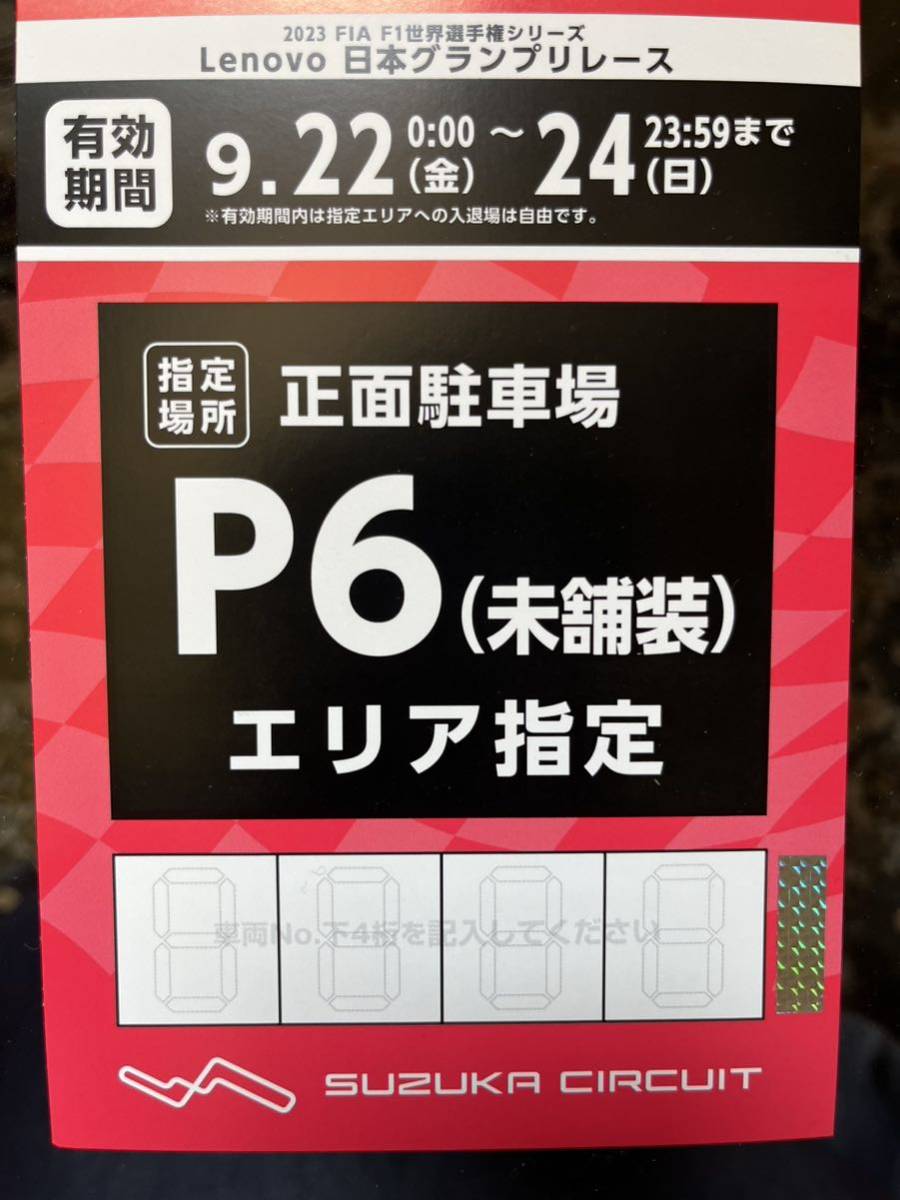 2023 FIA F1世界選手権シリーズ
Lenovo 日本グランプリレース
有効
期間
9.22 0:00(金) ～ 24 23:59まで(日)
※有効期間内は指定エリアへの入退場は自由です。
指定
場所
正面駐車場
P6(未舗装)
エリア指定
車両No.下4桁を記入してください
SUZUKA CIRCUIT